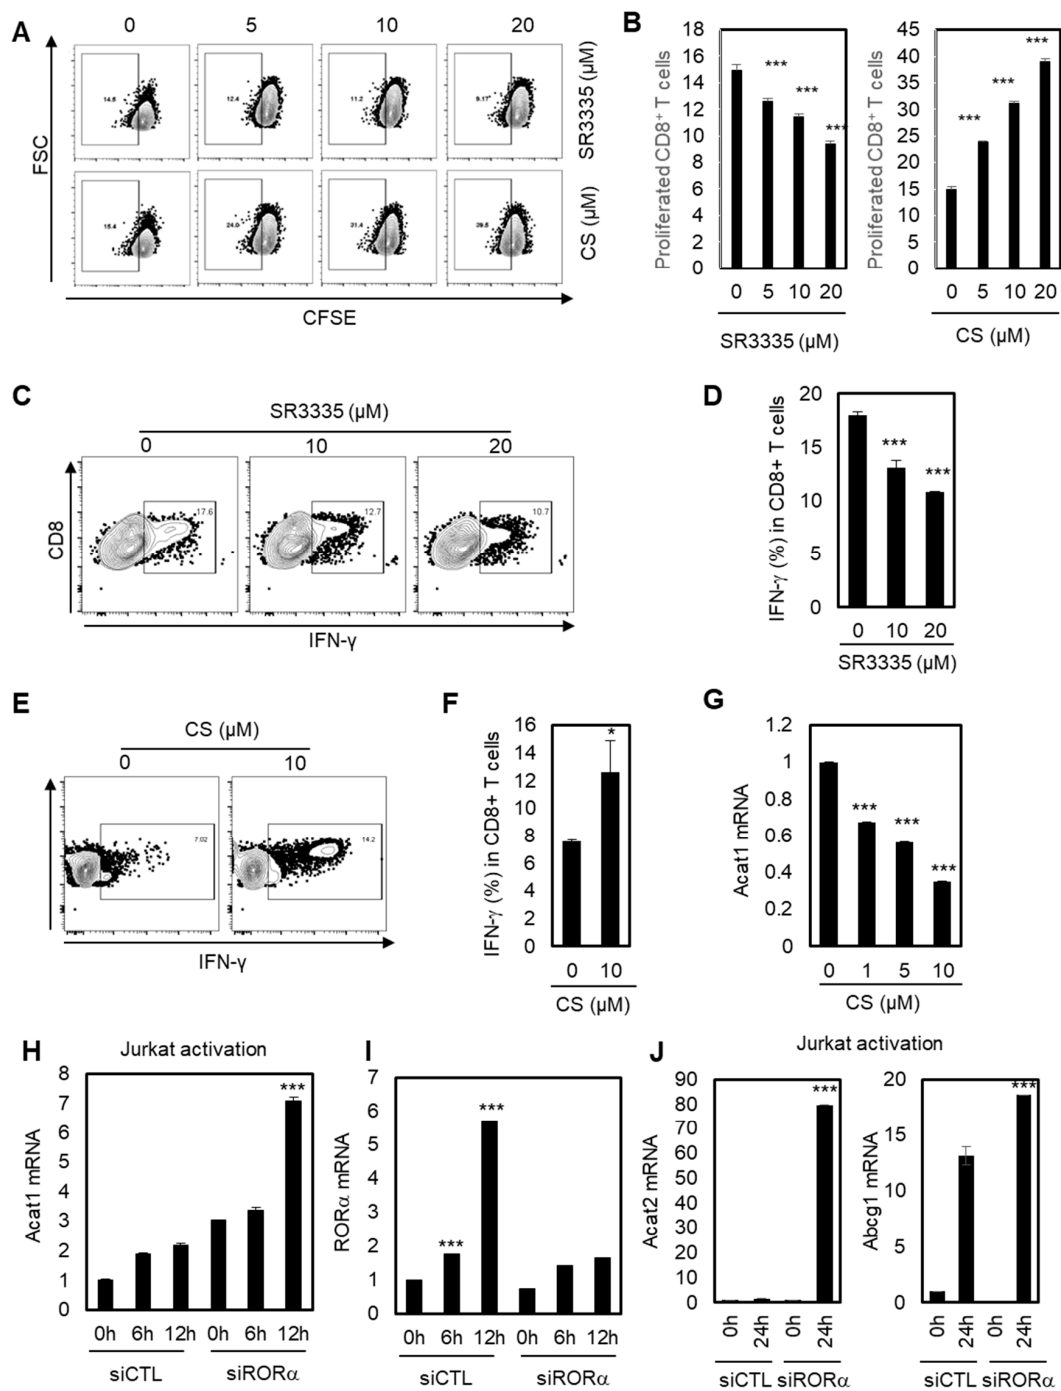 A
0 5 10 20
14.5
12.4
11.2
9.17
SR3335 (μM)
15.4
24.0
31.4
39.5
CS (μM)
FSC
CFSE
B
Proliferated CD8⁺ T cells
18
16
14
12
10
8
6
4
2
0
***
***
***
0 5 10 20
SR3335 (μM)
Proliferated CD8⁺ T cells
45
40
35
30
25
20
15
10
5
0
***
***
***
0 5 10 20
CS (μM)
C
SR3335 (μM)
0 10 20
17.6
12.7
10.7
CD8
IFN-γ
D
IFN-γ (%) in CD8+ T cells
20
15
10
5
0
***
***
0 10 20
SR3335 (μM)
E
CS (μM)
0 10
7.02
14.2
IFN-γ
F
IFN-γ (%) in CD8+ T cells
16
14
12
10
8
6
4
2
0
*
0 10
CS (μM)
G
Acat1 mRNA
1.2
1
0.8
0.6
0.4
0.2
0
***
***
***
0 1 5 10
CS (μM)
H
Jurkat activation
Acat1 mRNA
8
7
6
5
4
3
2
1
0
***
0h 6h 12h 0h 6h 12h
siCTL siRORα
I
RORα mRNA
7
6
5
4
3
2
1
0
***
***
0h 6h 12h 0h 6h 12h
siCTL siRORα
J
Jurkat activation
Acat2 mRNA
90
80
70
60
50
40
30
20
10
0
***
0h 24h 0h 24h
siCTL siRORα
Abcg1 mRNA
20
15
10
5
0
***
0h 24h 0h 24h
siCTL siRORα